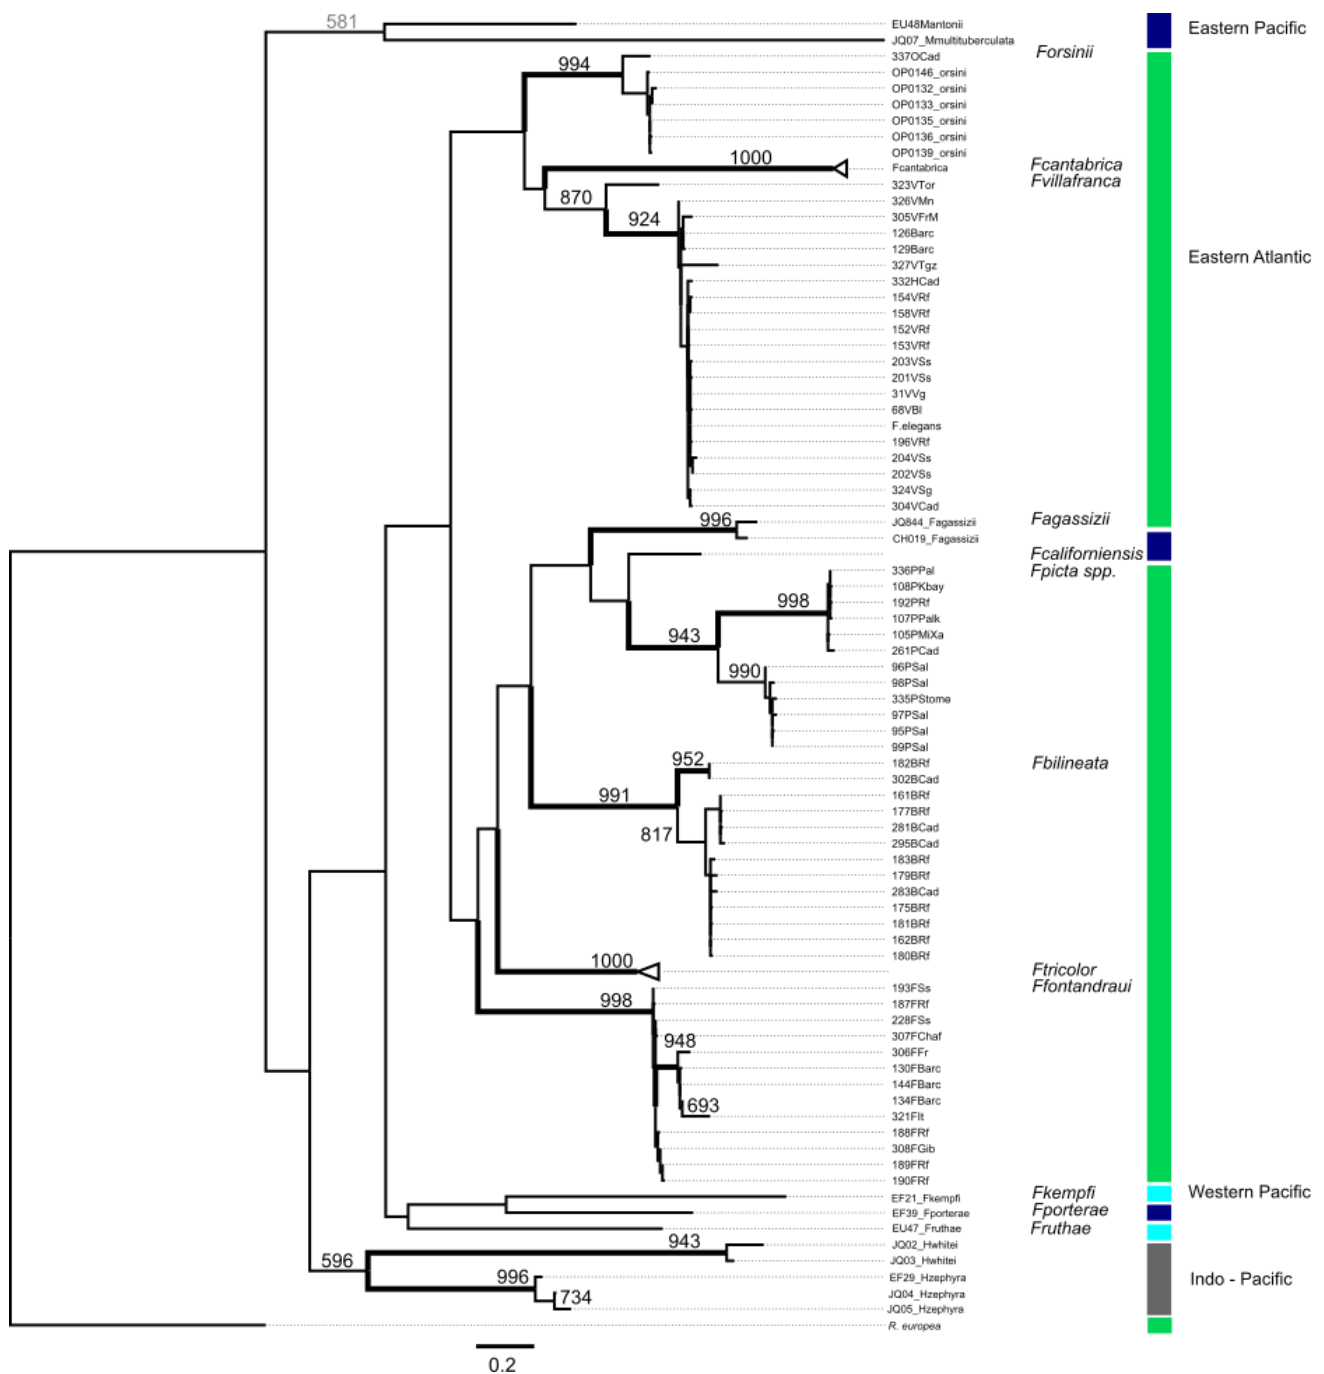 581
EU48Mantonii
Eastern Pacific
JQ07_Mmultituberculata
Forsinii
994
337OCad
OP0146_orsini
OP0132_orsini
OP0133_orsini
OP0135_orsini
OP0136_orsini
OP0139_orsini
1000
Fcantabrica
Fcantabrica
870
323VTor
Fvillafranca
326VMn
924
305VFrM
126Barc
129Barc
Eastern Atlantic
327VTgz
332HCad
154VRf
158VRf
152VRf
153VRf
203VSs
201VSs
31VVg
68VBl
F.elegans
196VRf
204VSs
202VSs
324VSg
304VCad
996
JQ844_Fagassizii
Fagassizii
CH019_Fagassizii
Fcaliforniensis
336PPal
Fpicta spp.
108PKbay
998
192PRf
107PPalk
943
105PMiXa
261PCad
990
96PSal
98PSal
335PStome
97PSal
95PSal
99PSal
952
182BRf
Fbilineata
302BCad
991
161BRf
177BRf
817
281BCad
295BCad
183BRf
179BRf
283BCad
175BRf
181BRf
162BRf
180BRf
1000
Ftricolor
998
193FSs
Ffontandraui
187FRf
228FSs
307FChaf
948
306FFr
130FBarc
144FBarc
693
134FBarc
321FIt
188FRf
308FGib
189FRf
190FRf
EF21_Fkempfi
Fkempfi
Western Pacific
EF39_Fporterae
Fporterae
EU47_Fruthae
Fruthae
943
JQ02_Hwhitei
596
JQ03_Hwhitei
996
EF29_Hzephyra
Indo - Pacific
734
JQ04_Hzephyra
JQ05_Hzephyra
R. europea
0.2